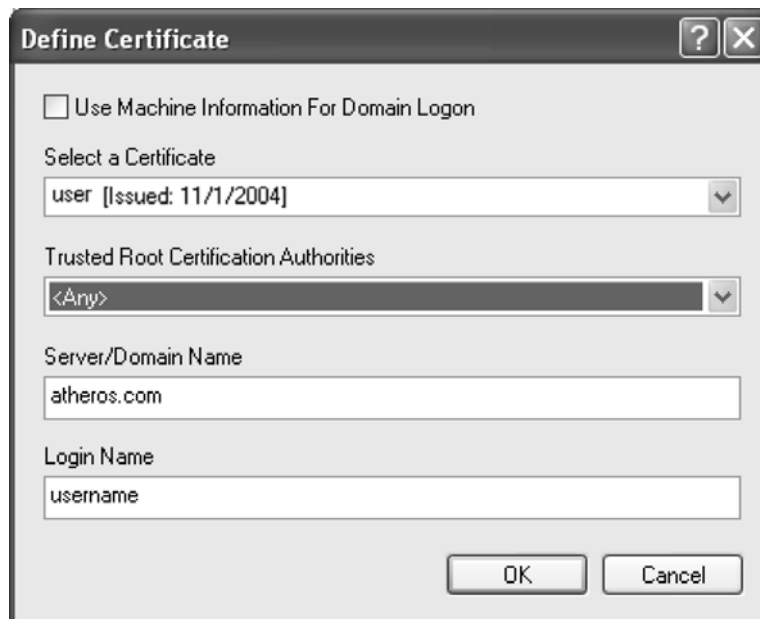 Define Certificate
Use Machine Information For Domain Logon
Select a Certificate
user [Issued: 11/1/2004]
Trusted Root Certification Authorities
<Any>
Server/Domain Name
atheros.com
Login Name
username
OK Cancel